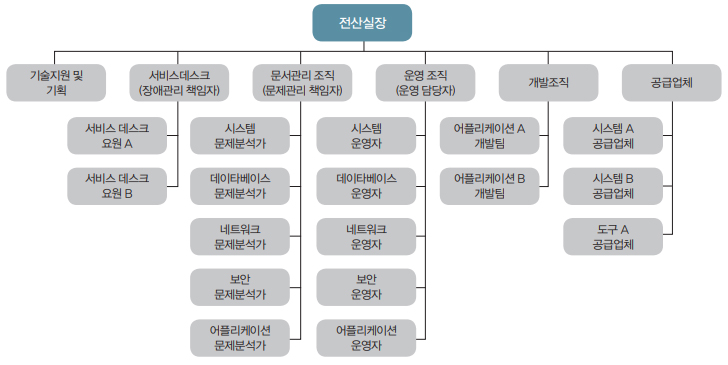 전산실장
기술지원 및
기획
서비스데스크
(장애관리 책임자)
문서관리 조직
(문제관리 책임자)
운영 조직
(운영 담당자)
개발조직
공급업체
서비스 데스크
요원 A
서비스 데스크
요원 B
시스템
문제분석가
데이타베이스
문제분석가
네트워크
문제분석가
보안
문제분석가
어플리케이션
문제분석가
시스템
운영자
데이타베이스
운영자
네트워크
운영자
보안
운영자
어플리케이션
운영자
어플리케이션 A
개발팀
어플리케이션 B
개발팀
시스템 A
공급업체
시스템 B
공급업체
도구 A
공급업체